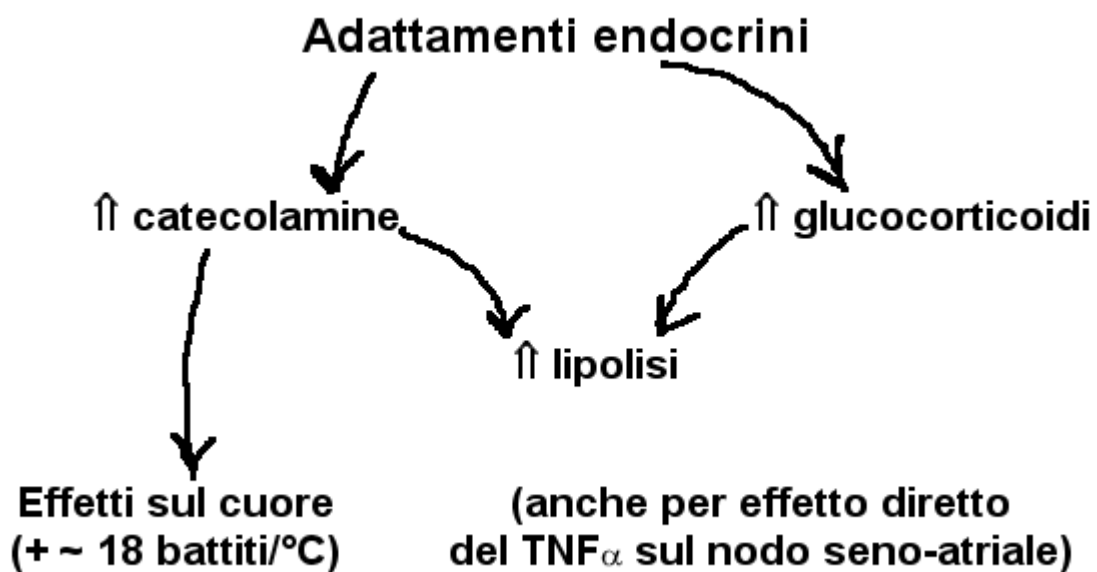 Adattamenti endocrini
⇑ catecolamine
⇑ glucocorticoidi
⇑ lipolisi
Effetti sul cuore
(+ ~ 18 battiti/°C)
(anche per effetto diretto
del TNFα sul nodo seno-atriale)